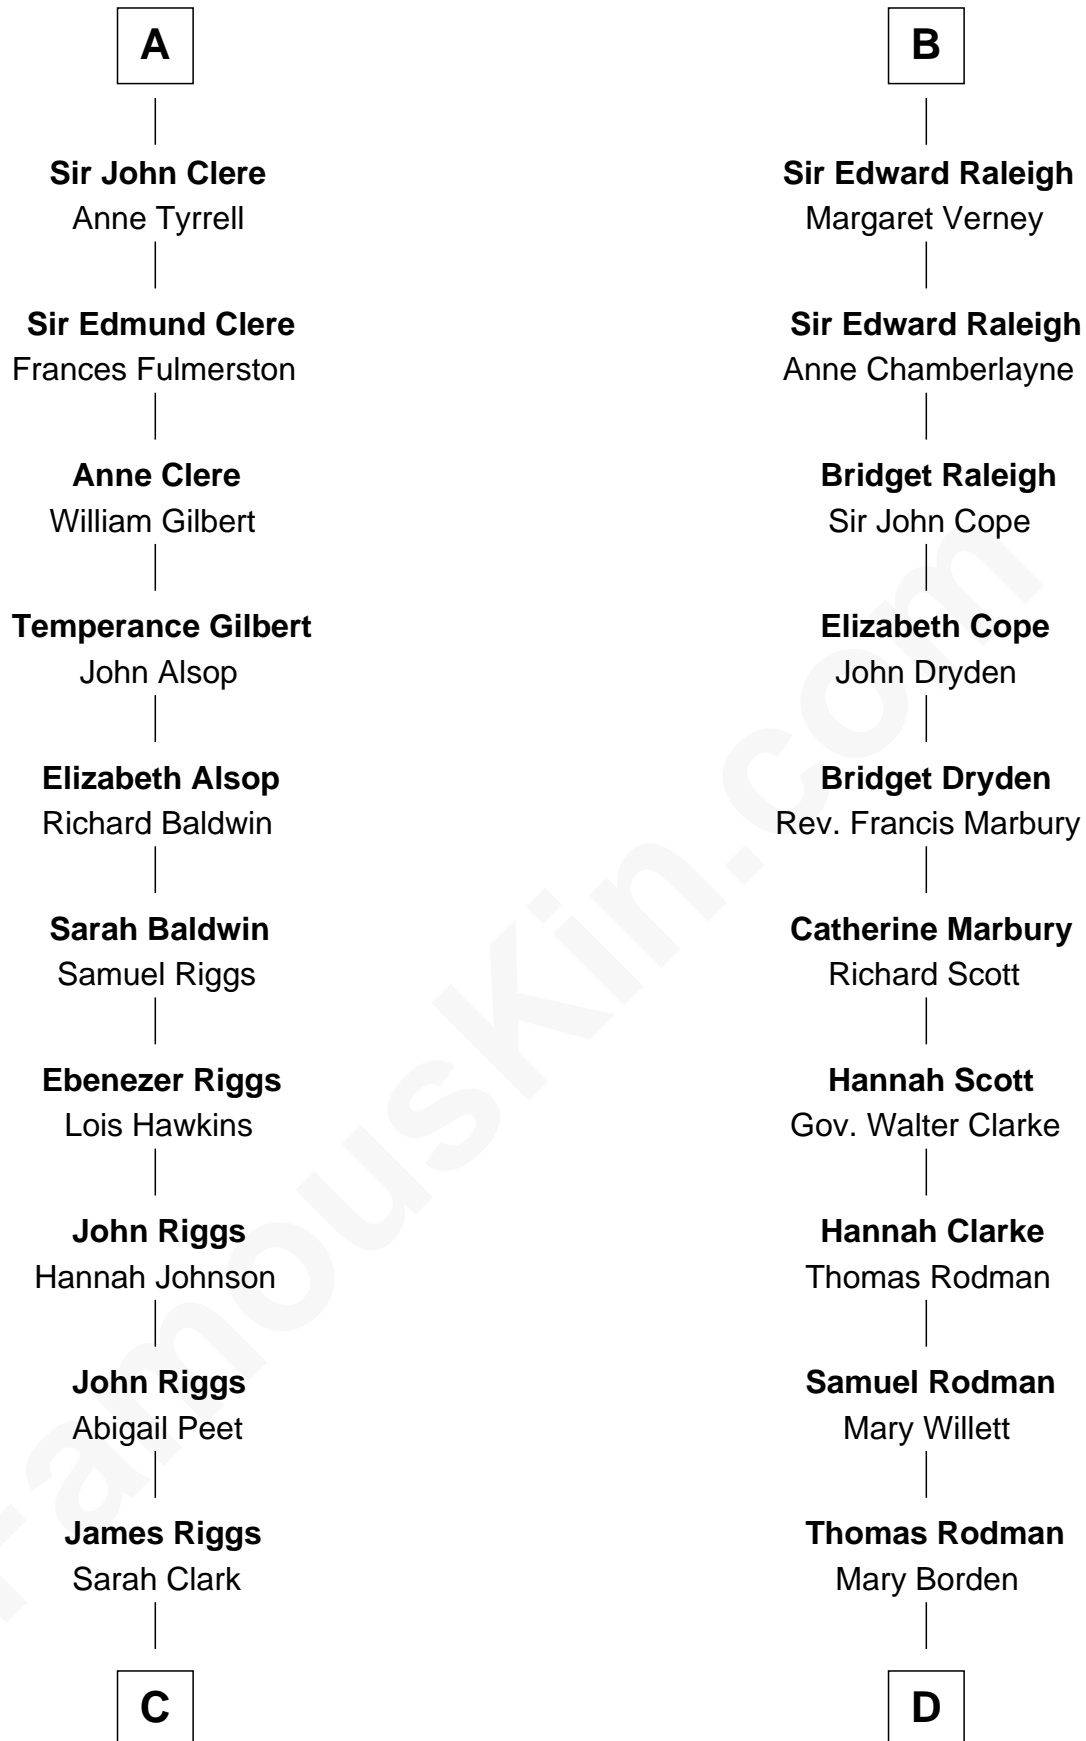 A
Sir John Clere
Anne Tyrrell
Sir Edmund Clere
Frances Fulmerston
Anne Clere
William Gilbert
Temperance Gilbert
John Alsop
Elizabeth Alsop
Richard Baldwin
Sarah Baldwin
Samuel Riggs
Ebenezer Riggs
Lois Hawkins
John Riggs
Hannah Johnson
John Riggs
Abigail Peet
James Riggs
Sarah Clark
C
B
Sir Edward Raleigh
Margaret Verney
Sir Edward Raleigh
Anne Chamberlayne
Bridget Raleigh
Sir John Cope
Elizabeth Cope
John Dryden
Bridget Dryden
Rev. Francis Marbury
Catherine Marbury
Richard Scott
Hannah Scott
Gov. Walter Clarke
Hannah Clarke
Thomas Rodman
Samuel Rodman
Mary Willett
Thomas Rodman
Mary Borden
D
FamousKin.com